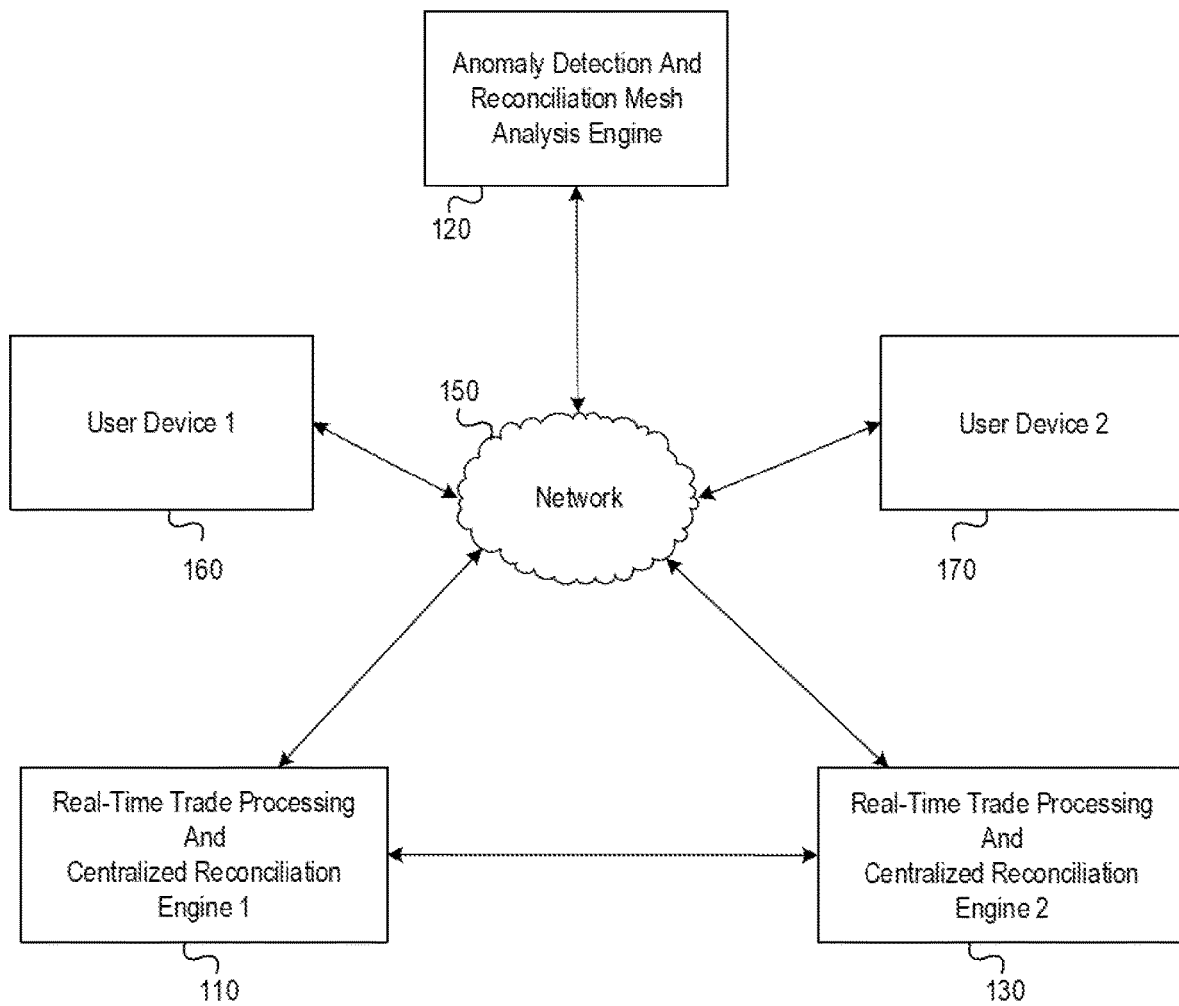 Anomaly Detection And
Reconciliation Mesh
Analysis Engine
120
User Device 1
160
150
Network
User Device 2
170
Real-Time Trade Processing
And
Centralized Reconciliation
Engine 1
110
Real-Time Trade Processing
And
Centralized Reconciliation
Engine 2
130